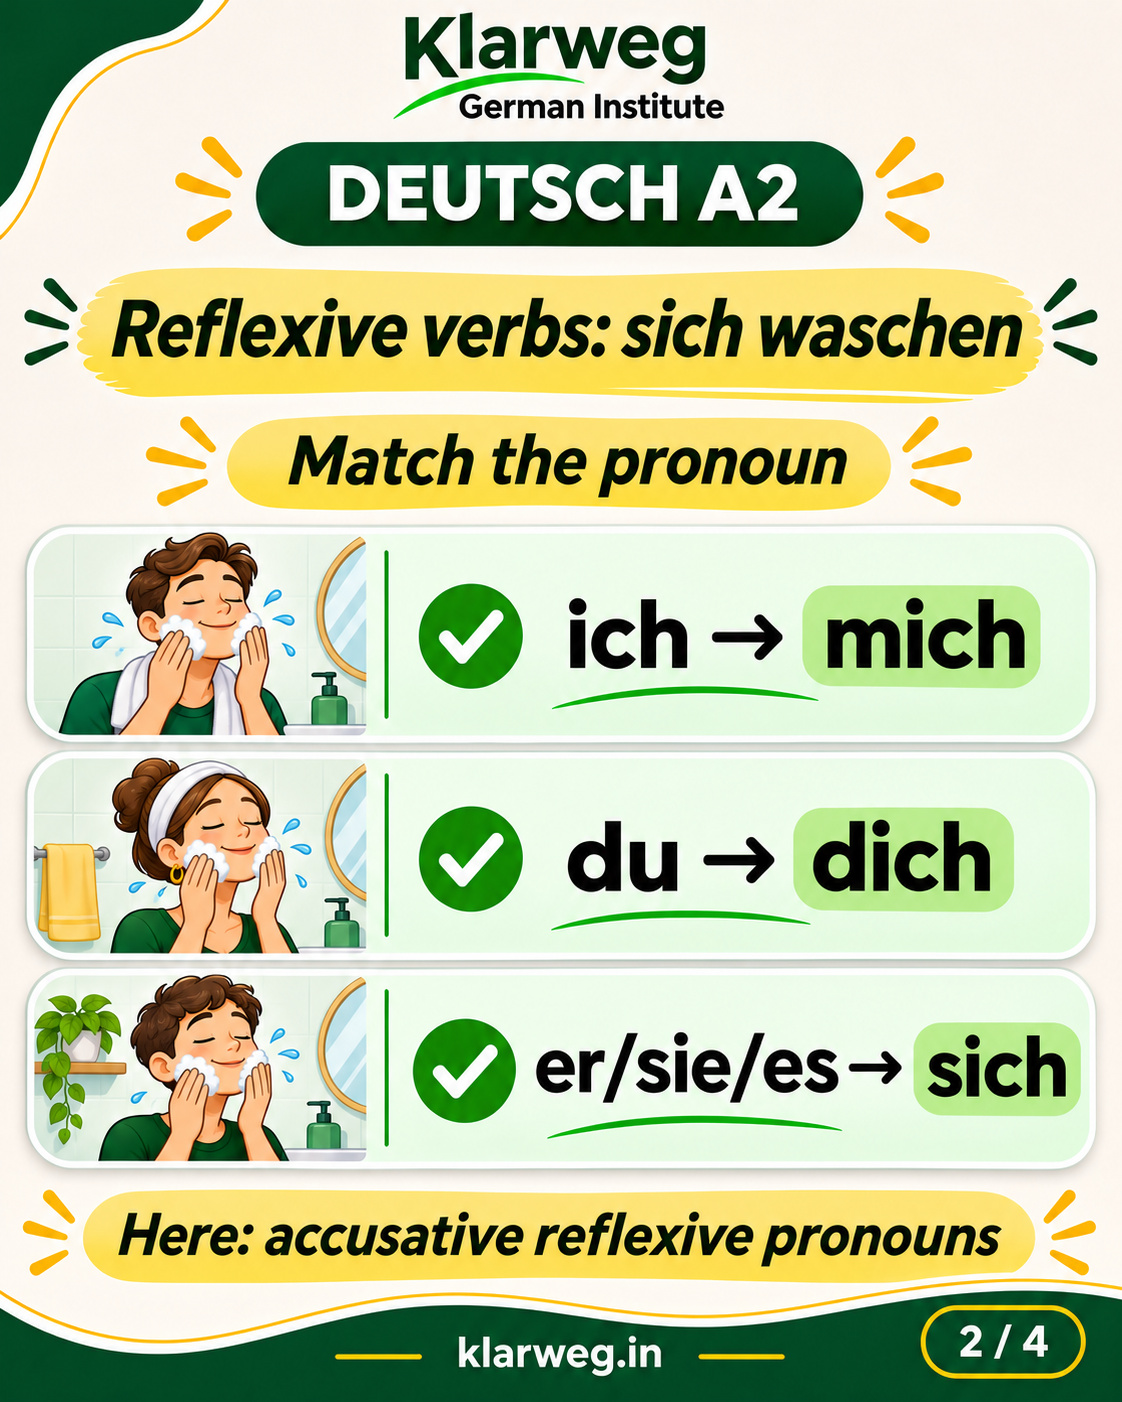 Klarweg
German Institute
DEUTSCH A2
Reflexive verbs: sich waschen
Match the pronoun
ich → mich
du → dich
er/sie/es → sich
Here: accusative reflexive pronouns
klarweg.in
2 / 4